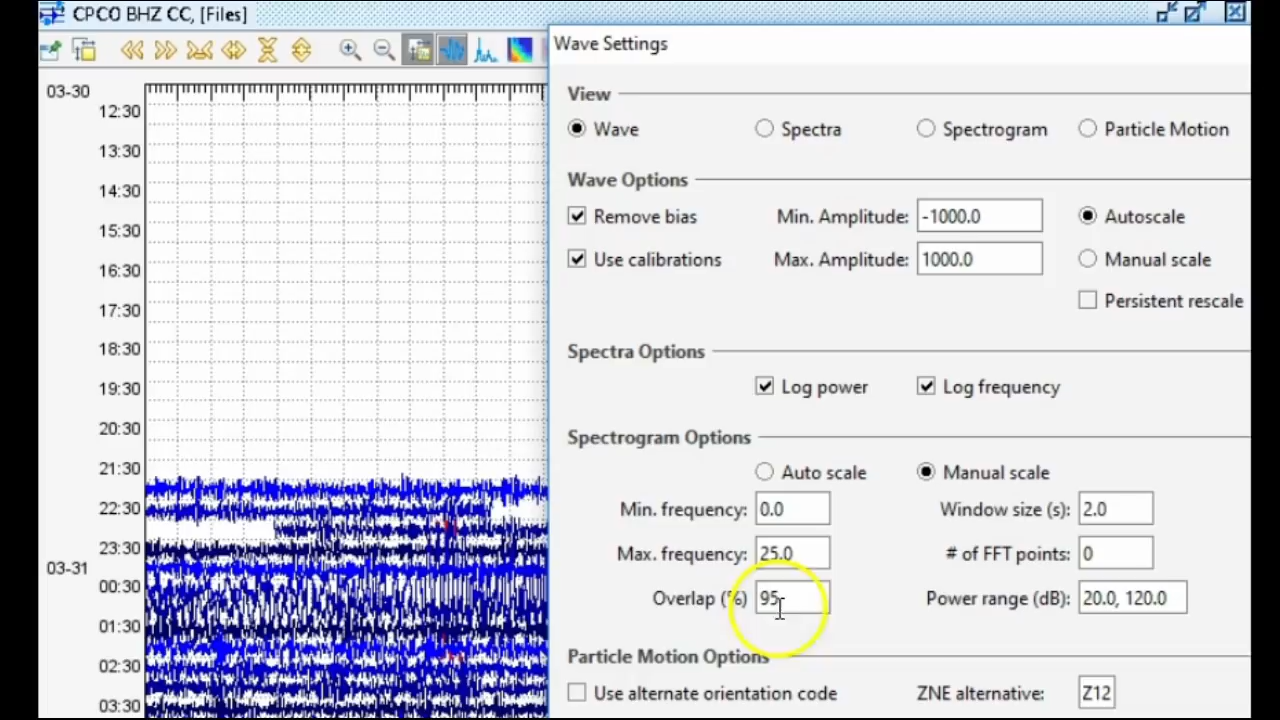 CPCO BHZ CC, [Files]
Wave Settings
View
Wave
Spectra
Spectrogram
Particle Motion
Wave Options
Remove bias
Min. Amplitude: -1000.0
Autoscale
Use calibrations
Max. Amplitude: 1000.0
Manual scale
Persistent rescale
Spectra Options
Log power
Log frequency
Spectrogram Options
Auto scale
Manual scale
Min. frequency: 0.0
Window size (s): 2.0
Max. frequency: 25.0
# of FFT points: 0
Overlap (%) 95
Power range (dB): 20.0, 120.0
Particle Motion Options
Use alternate orientation code
ZNE alternative: Z12
03-30
12:30
13:30
14:30
15:30
16:30
17:30
18:30
19:30
20:30
21:30
22:30
23:30
03-31
00:30
01:30
02:30
03:30